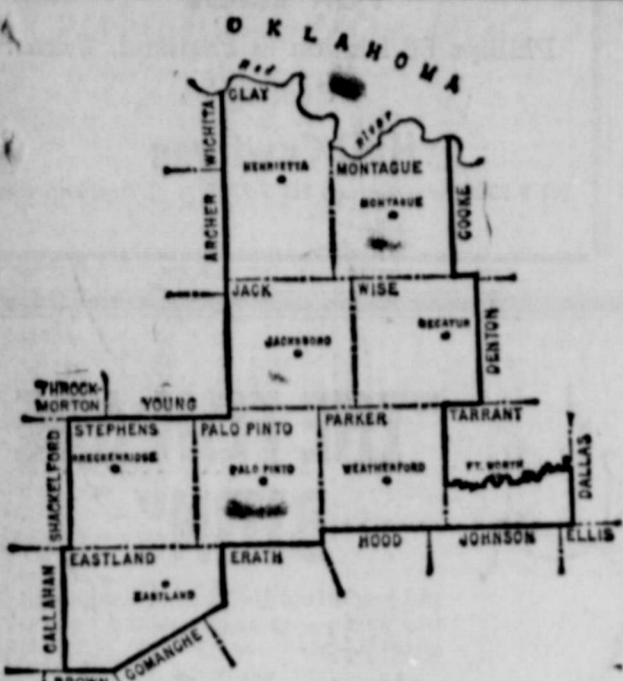 OKLAHOMA
Red
River
CLAY
WICHITA
HENRIETTA
MONTAGUE
MONTAGUE
COOKE
ARCHER
JACK
WISE
DECATUR
JACKSBORO
DENTON
THROCK-
MORTON
YOUNG
STEPHENS
PALO PINTO
PARKER
TARRANT
SHACKELFORD
BRECKENRIDGE
PALO PINTO
WEATHERFORD
FT. WORTH
DALLAS
HOOD
JOHNSON
ELLIS
EASTLAND
ERATH
CALLAHAN
EASTLAND
COMANCHE
BROWN